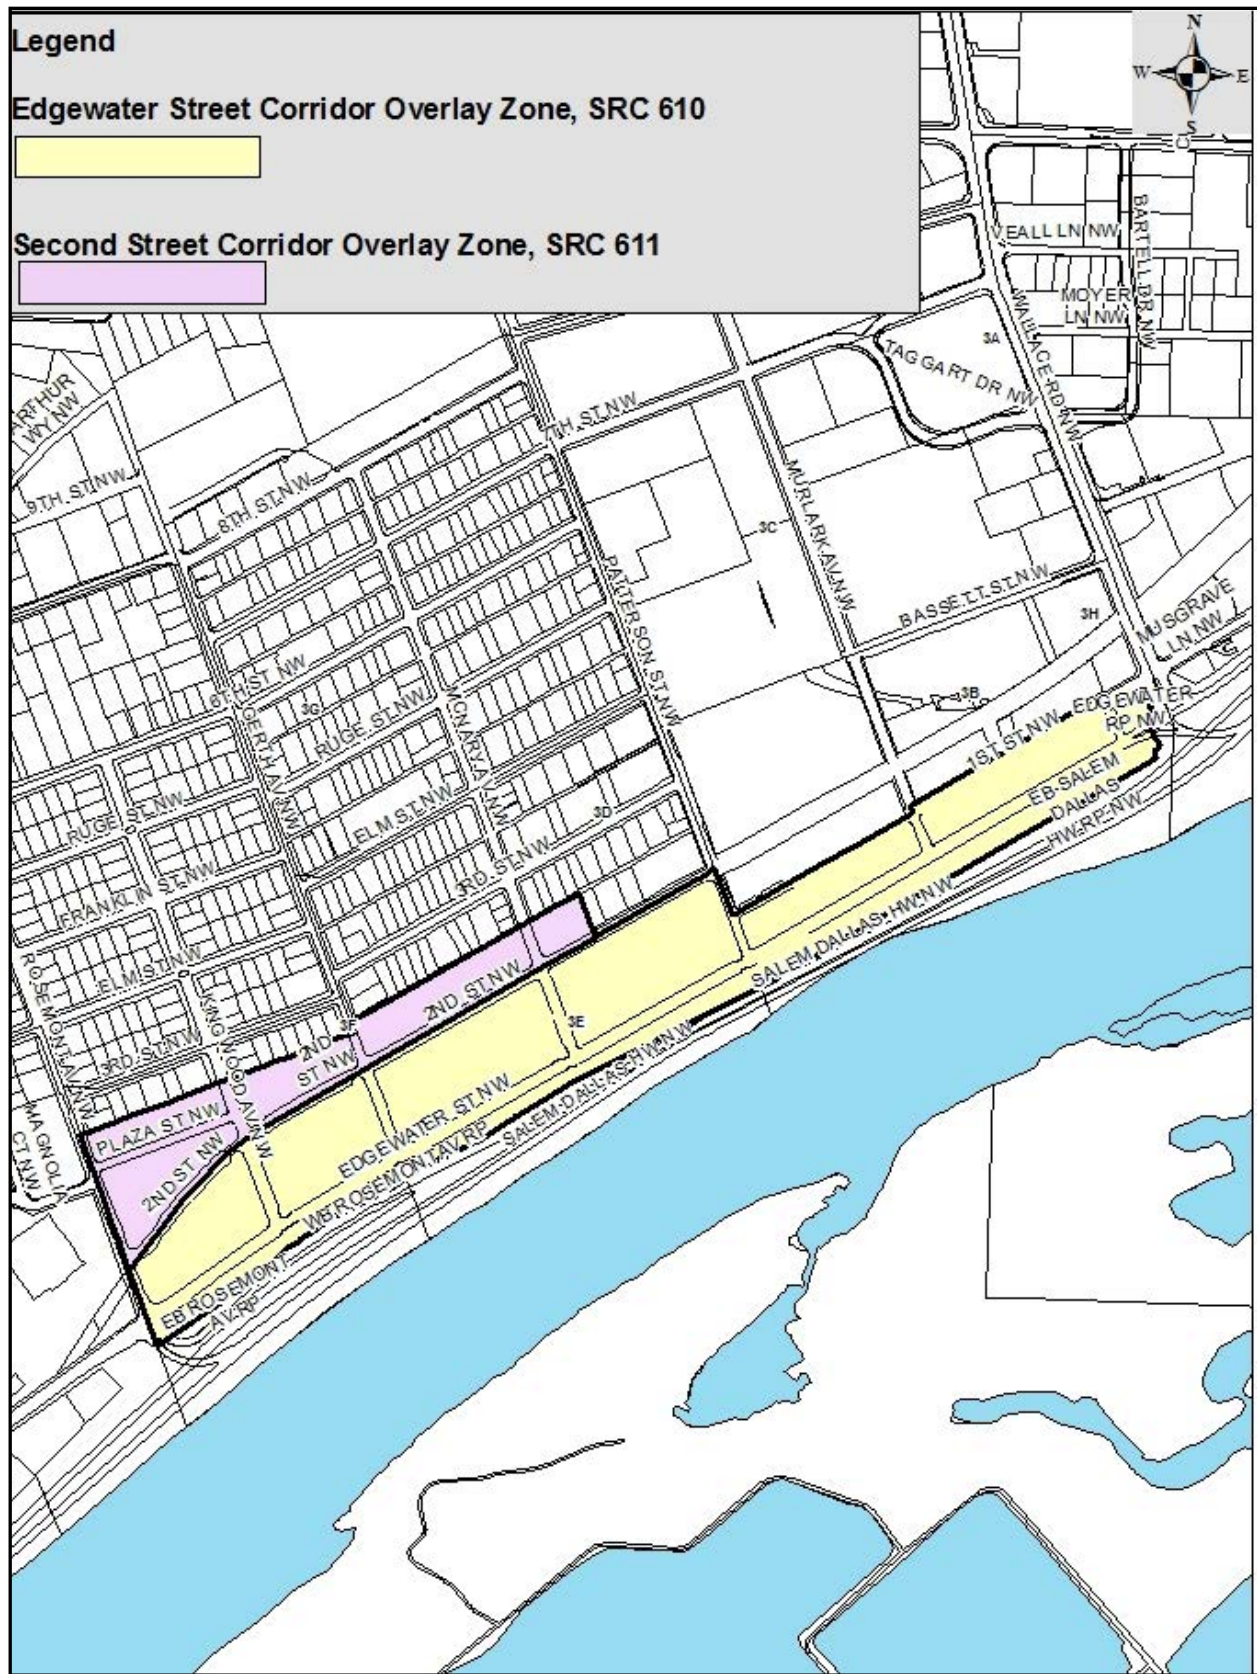 Legend
N
W
E
S
Edgewater Street Corridor Overlay Zone, SRC 610
Second Street Corridor Overlay Zone, SRC 611
BARTELL DR NW
VEALL LN NW
MOYER
LN NW
WALLACE RD NW
3A
TAGGART DR NW
ARTHUR
WY NW
7TH ST NW
9TH ST NW
8TH ST NW
MURLARK AV NW
3C
PATTERSON ST NW
BASSETT ST NW
3H
MUSGRAVE
LN NW
6TH ST NW
3G
RUGE ST NW
GERTH AV NW
MCNARY AV NW
3B
EDGEWATER
RP NW
1ST ST NW
EB SALEM
DALLAS
HW RP NW
RUGE ST NW
ELM ST NW
3D
3RD ST NW
FRANKLIN ST NW
SALEM DALLAS HW NW
ROSEMONT AV NW
ELM ST NW
KINGWOOD AV NW
2ND ST NW
3F
3E
2ND
ST NW
3RD ST NW
PLAZA ST NW
MAGNOLIA
CT NW
2ND ST NW
EDGEWATER ST NW
SALEM DALLAS HW NW
WB ROSEMONT AV RP
EB ROSEMONT
AV RP